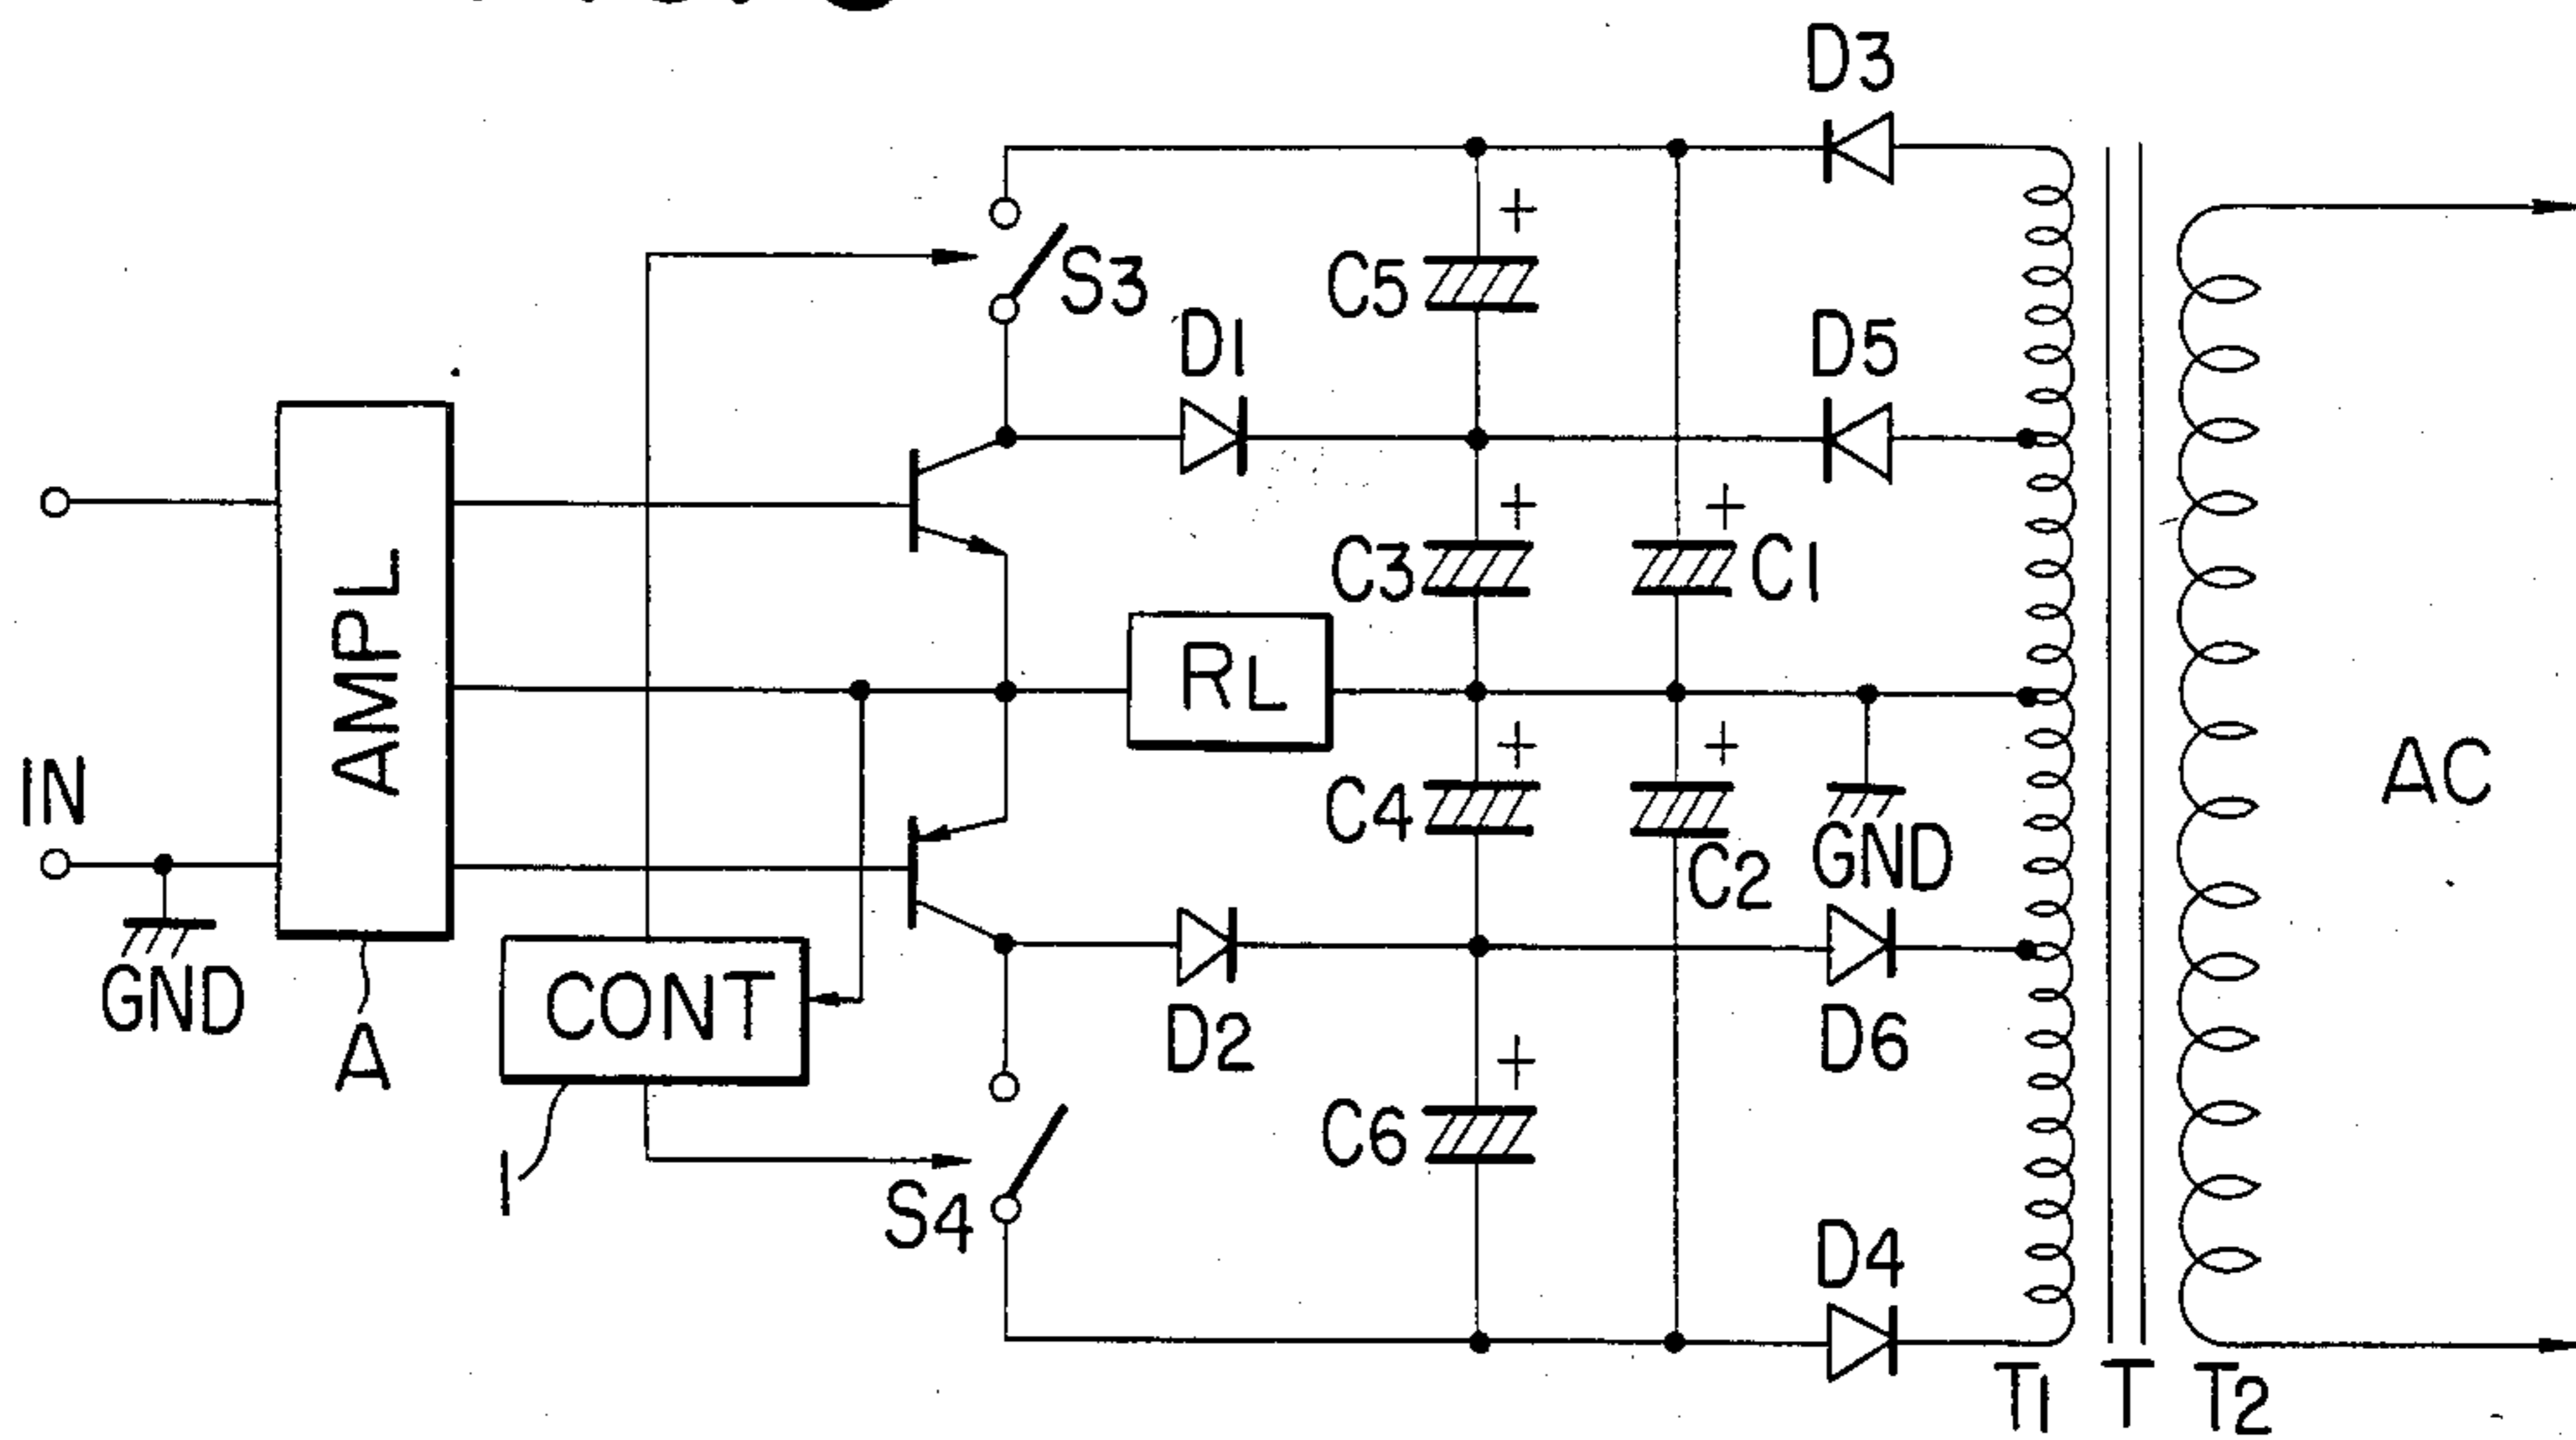 D3
+
S3
C5
D1
D5
+
+
C3
C1
AMPL
RL
IN
+
+
C4
C2
GND
AC
GND
A
CONT
D2
D6
+
C6
1
S4
D4
T1
T
T2